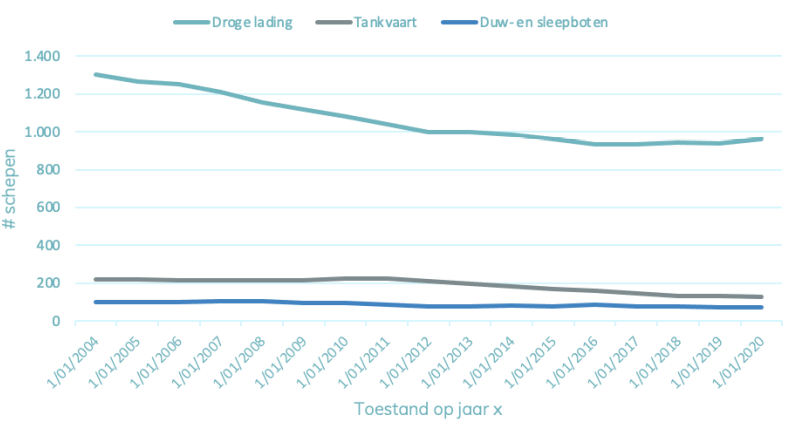 Droge lading Tankvaart Duw- en sleepboten
1.400
1.200
1.000
800
600
400
200
0
# schepen
1/01/2004 1/01/2005 1/01/2006 1/01/2007 1/01/2008 1/01/2009 1/01/2010 1/01/2011 1/01/2012 1/01/2013 1/01/2014 1/01/2015 1/01/2016 1/01/2017 1/01/2018 1/01/2019 1/01/2020
Toestand op jaar x